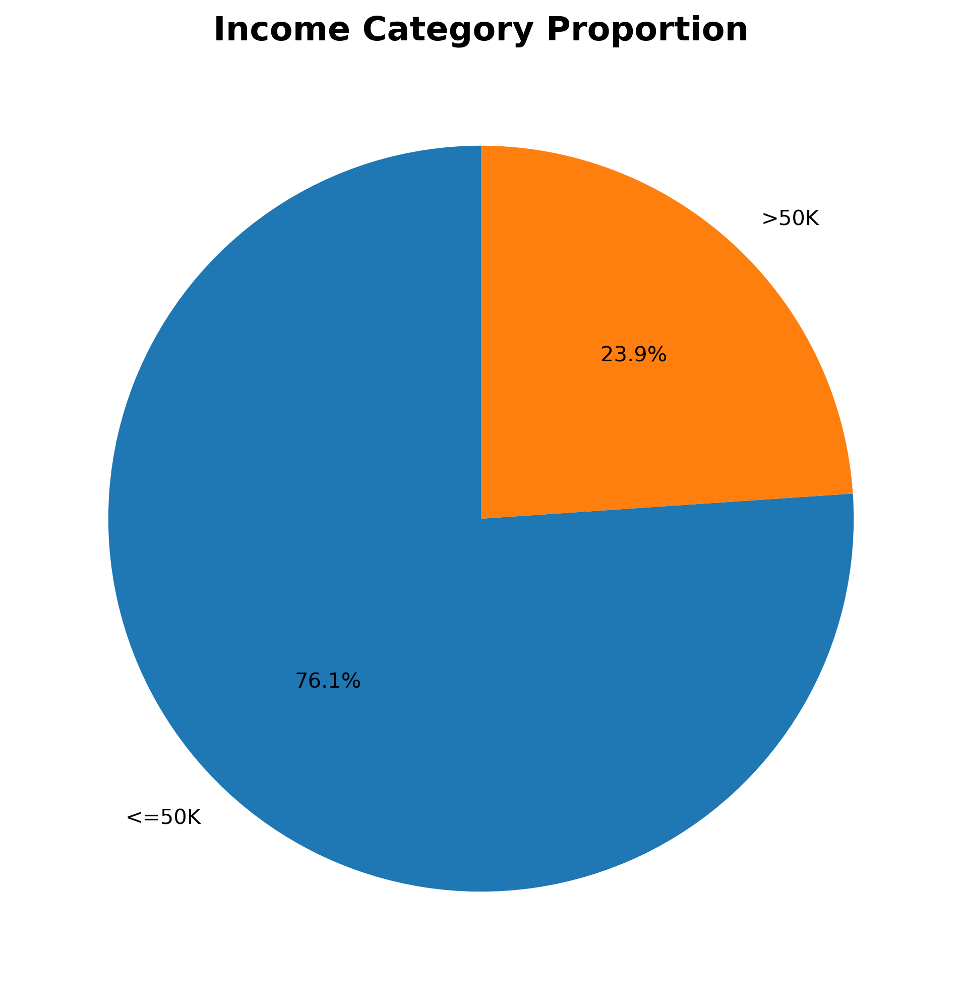 Income Category Proportion
>50K
23.9%
76.1%
<=50K